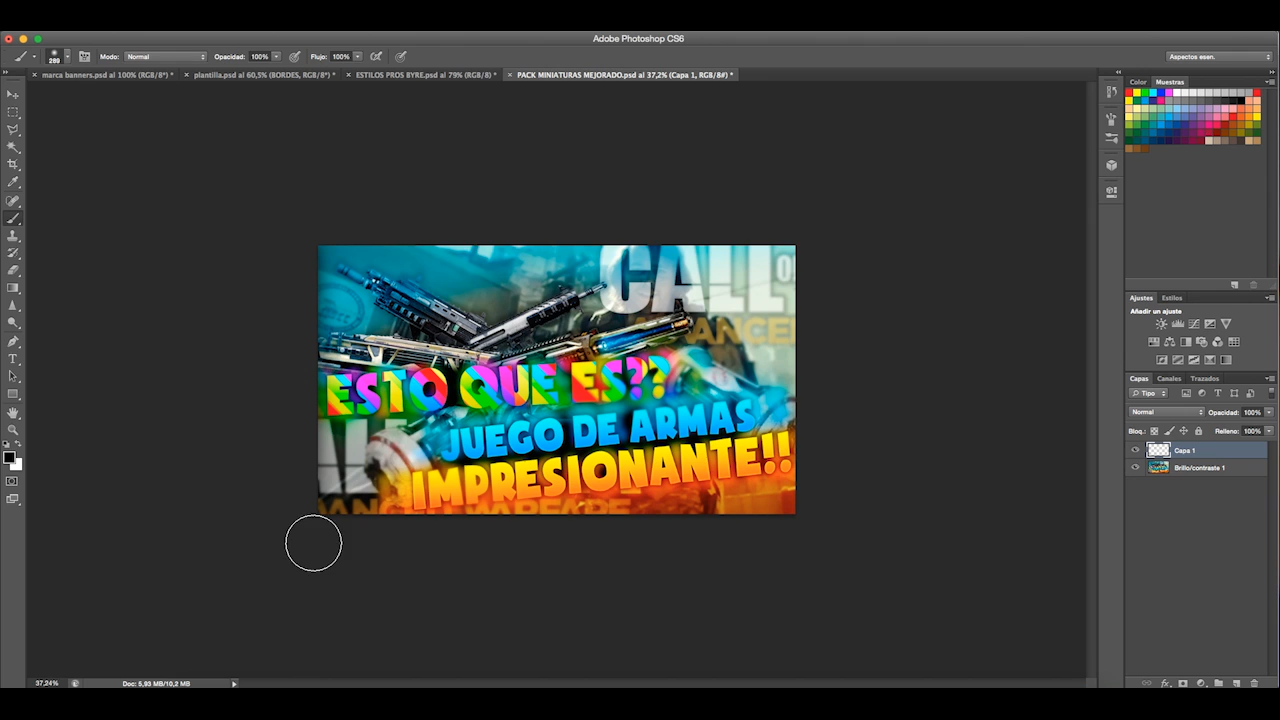 Adobe Photoshop CS6
289
Modo: Normal
Opacidad: 100%
Flujo: 100%
Aspectos esen.
× marca banners.psd al 100% (RGB/8*) *
× plantilla.psd al 60,5% (BORDES, RGB/8*) *
× ESTILOS PROS BYRE.psd al 79% (RGB/8*) *
× PACK MINIATURAS MEJORADO.psd al 37,2% (Capa 1, RGB/8#) *
Color Muestras
CALL
ESTO QUE ES??
JUEGO DE ARMAS
IMPRESIONANTE!!
Ajustes Estilos
Añadir un ajuste
Capas Canales Trazados
Tipo
Normal Opacidad: 100%
Bloq.: Relleno: 100%
Capa 1
Brillo/contraste 1
37,24% Doc: 5,93 MB/10,2 MB